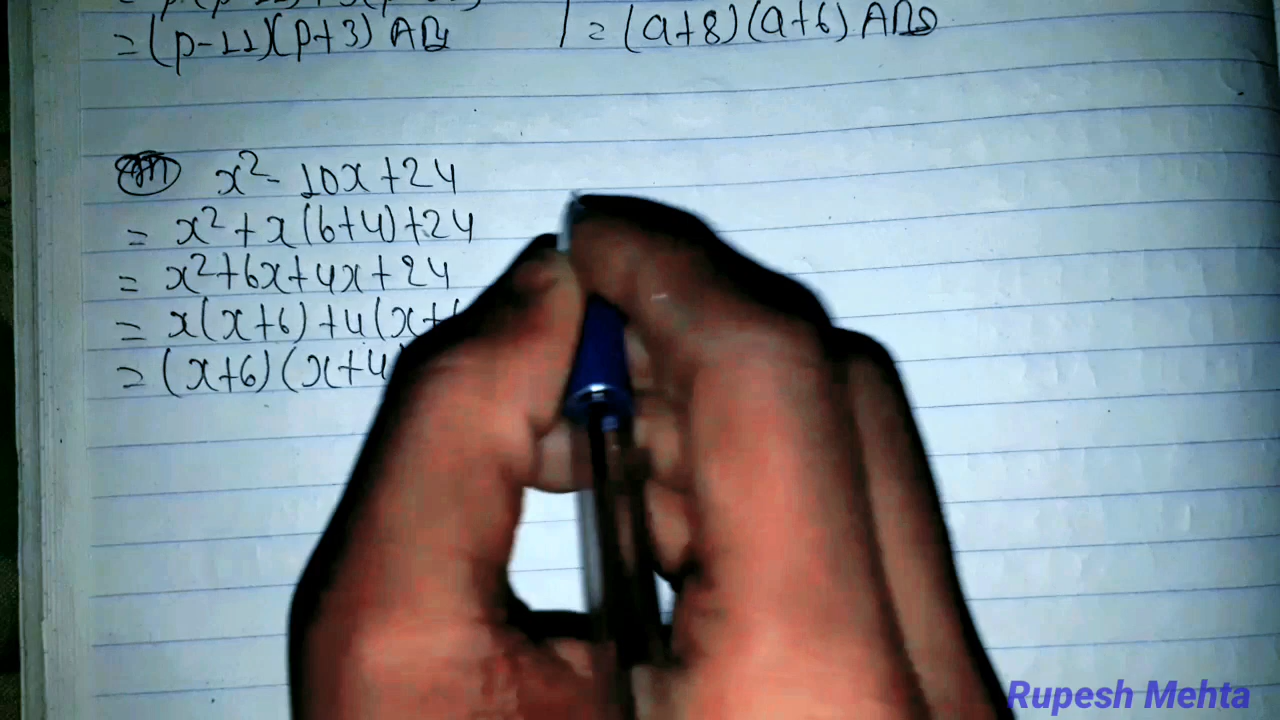 = (p-11)(p+3) Ans
= (a+8)(a+6) Ans
x² - 10x + 24
= x² + x(6+4) + 24
= x² + 6x + 4x + 24
= x(x+6) + 4(x+
= (x+6)(x+4
Rupesh Mehta